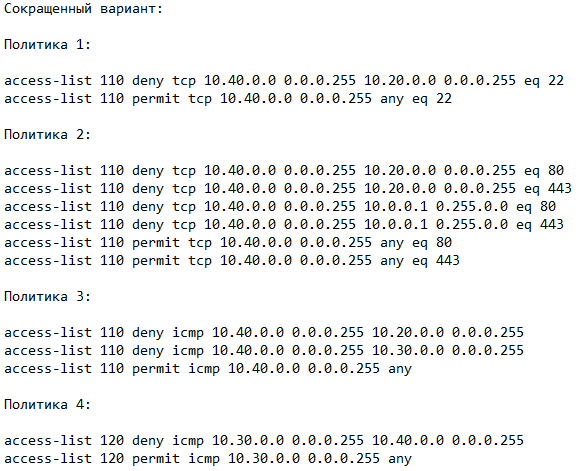 Сокращенный вариант:
Политика 1:
access-list 110 deny tcp 10.40.0.0 0.0.0.255 10.20.0.0 0.0.0.255 eq 22
access-list 110 permit tcp 10.40.0.0 0.0.0.255 any eq 22
Политика 2:
access-list 110 deny tcp 10.40.0.0 0.0.0.255 10.20.0.0 0.0.0.255 eq 80
access-list 110 deny tcp 10.40.0.0 0.0.0.255 10.20.0.0 0.0.0.255 eq 443
access-list 110 deny tcp 10.40.0.0 0.0.0.255 10.0.0.1 0.255.0.0 eq 80
access-list 110 deny tcp 10.40.0.0 0.0.0.255 10.0.0.1 0.255.0.0 eq 443
access-list 110 permit tcp 10.40.0.0 0.0.0.255 any eq 80
access-list 110 permit tcp 10.40.0.0 0.0.0.255 any eq 443
Политика 3:
access-list 110 deny icmp 10.40.0.0 0.0.0.255 10.20.0.0 0.0.0.255
access-list 110 deny icmp 10.40.0.0 0.0.0.255 10.30.0.0 0.0.0.255
access-list 110 permit icmp 10.40.0.0 0.0.0.255 any
Политика 4:
access-list 120 deny icmp 10.30.0.0 0.0.0.255 10.40.0.0 0.0.0.255
access-list 120 permit icmp 10.30.0.0 0.0.0.255 any